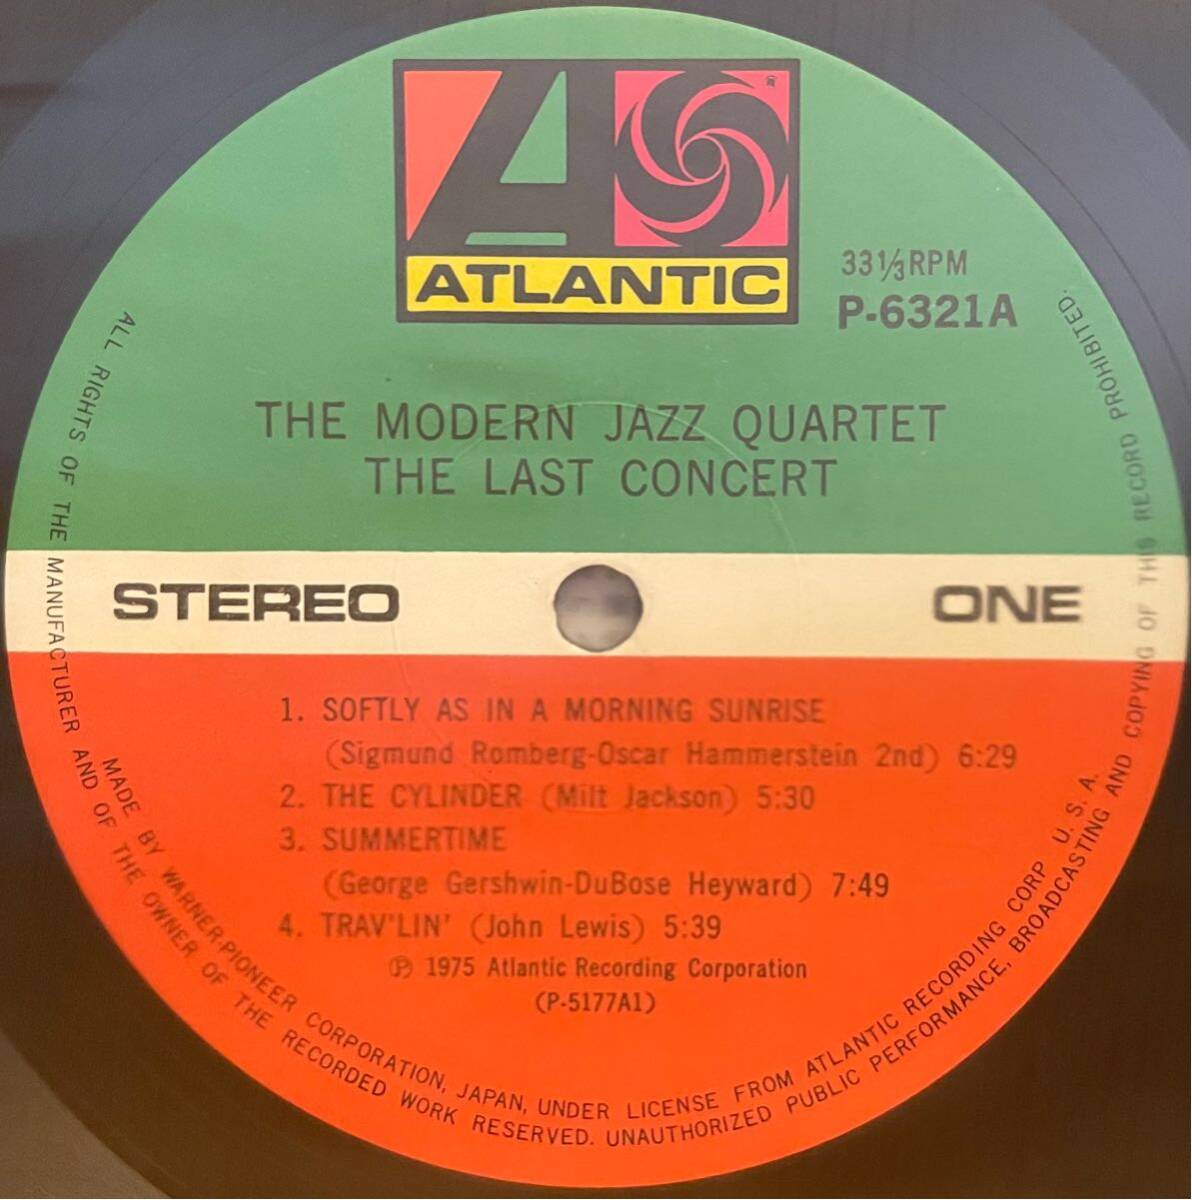 ATLANTIC
®
33⅓RPM
P-6321A
THE MODERN JAZZ QUARTET
THE LAST CONCERT
STEREO
ONE
1. SOFTLY AS IN A MORNING SUNRISE
(Sigmund Romberg-Oscar Hammerstein 2nd) 6:29
2. THE CYLINDER (Milt Jackson) 5:30
3. SUMMERTIME
(George Gershwin-DuBose Heyward) 7:49
4. TRAV'LIN' (John Lewis) 5:39
Ⓟ 1975 Atlantic Recording Corporation
(P-5177A1)
MADE BY WARNER-PIONEER CORPORATION, JAPAN, UNDER LICENSE FROM ATLANTIC RECORDING CORP. U. S. A.
ALL RIGHTS OF THE MANUFACTURER AND OF THE OWNER OF THE RECORDED WORK RESERVED. UNAUTHORIZED PUBLIC PERFORMANCE, BROADCASTING AND COPYING OF THIS RECORD PROHIBITED.